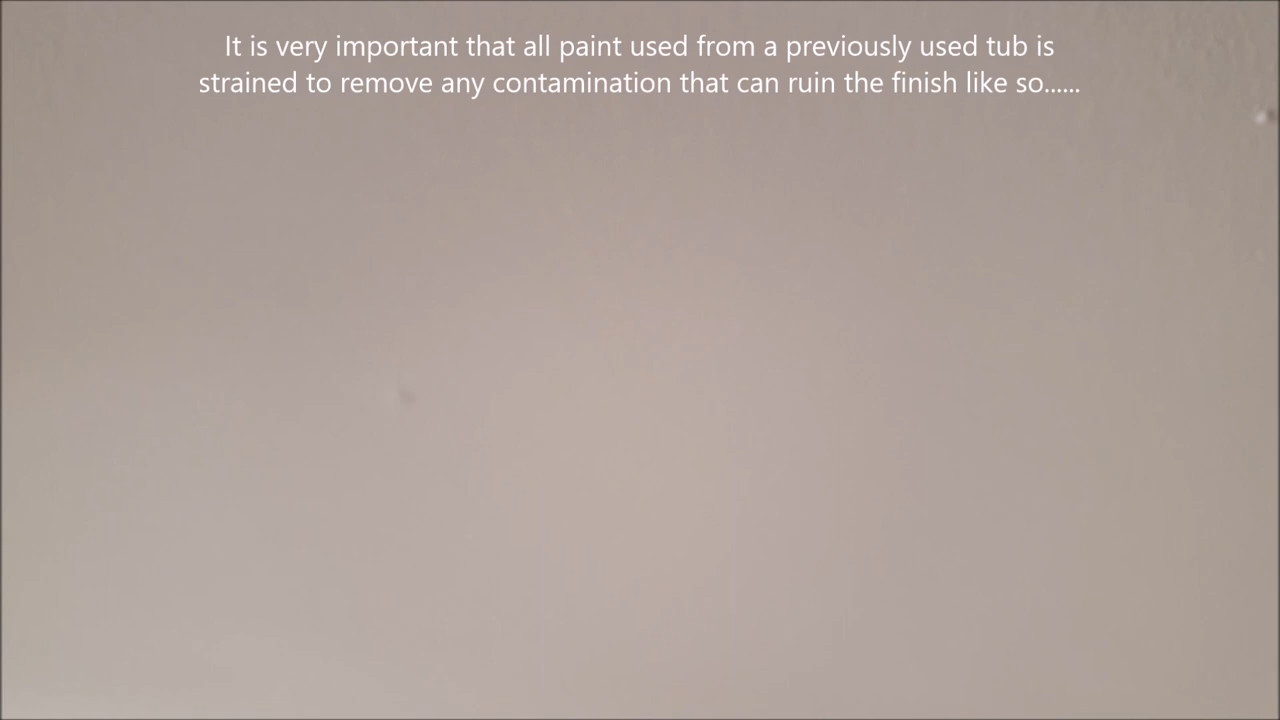 It is very important that all paint used from a previously used tub is
strained to remove any contamination that can ruin the finish like so......